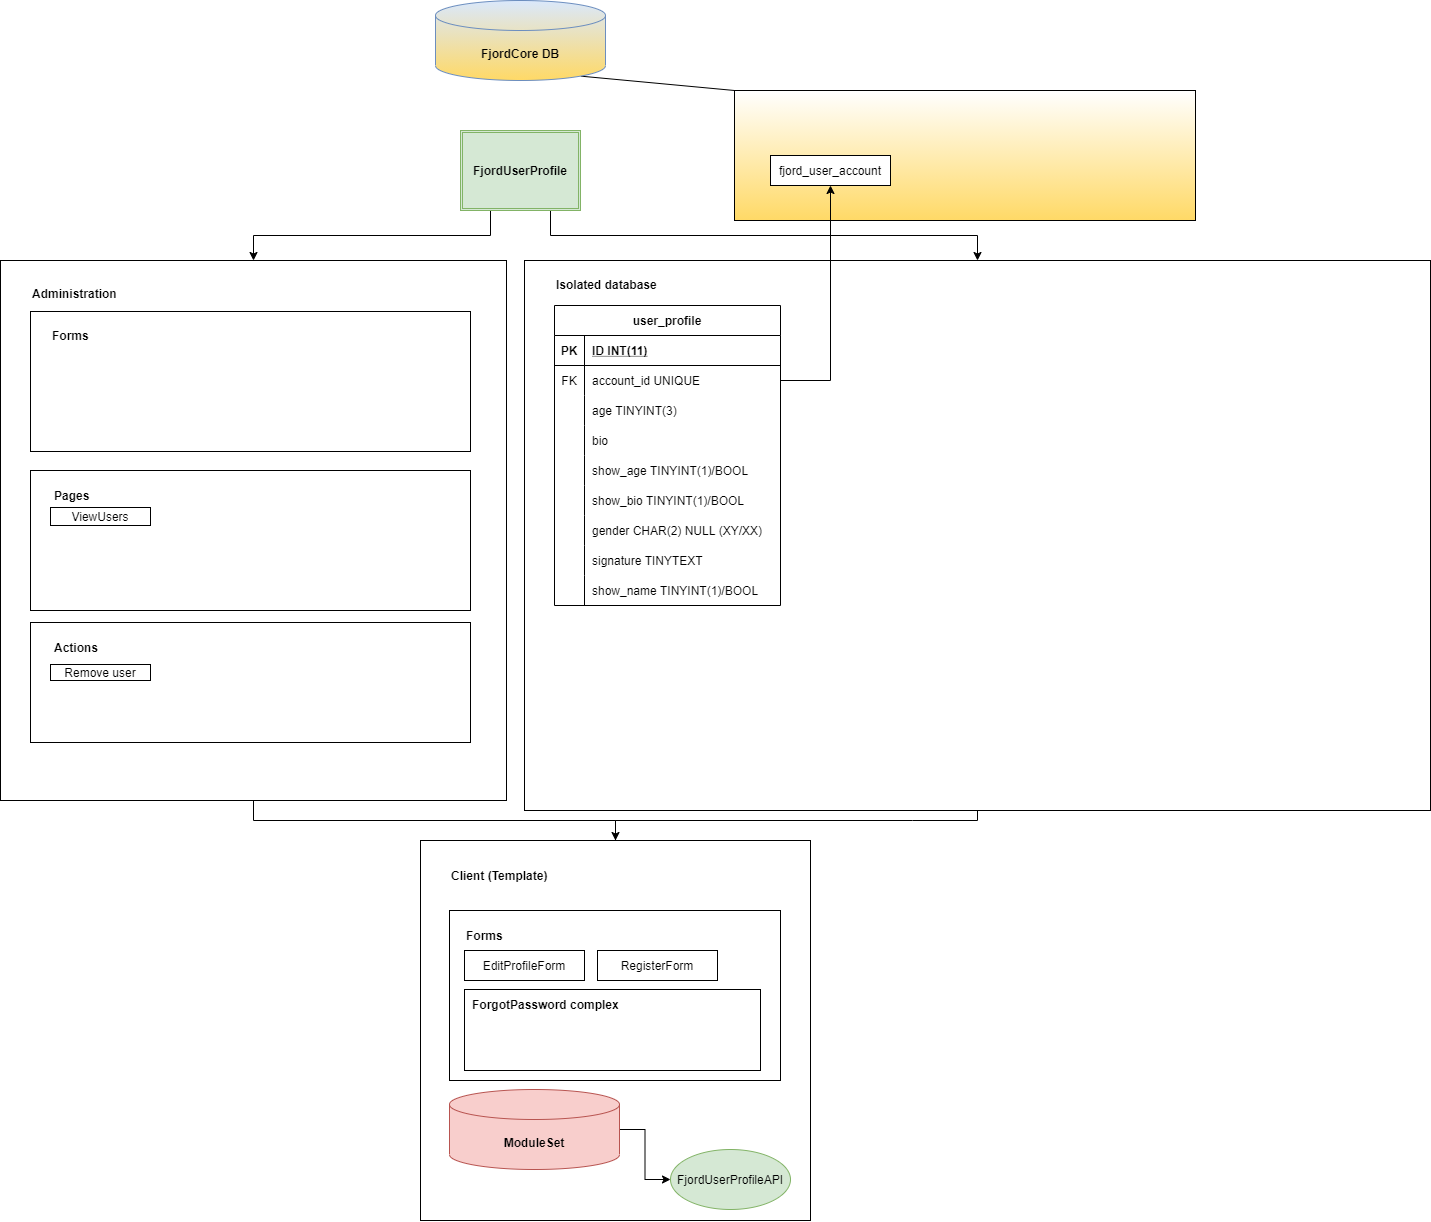 FjordCore DB
FjordUserProfile
fjord_user_account
Administration
Forms
Pages
ViewUsers
Actions
Remove user
Isolated database
user_profile
PK ID INT(11)
FK account_id UNIQUE
age TINYINT(3)
bio
show_age TINYINT(1)/BOOL
show_bio TINYINT(1)/BOOL
gender CHAR(2) NULL (XY/XX)
signature TINYTEXT
show_name TINYINT(1)/BOOL
Client (Template)
Forms
EditProfileForm RegisterForm
ForgotPassword complex
ModuleSet
FjordUserProfileAPI